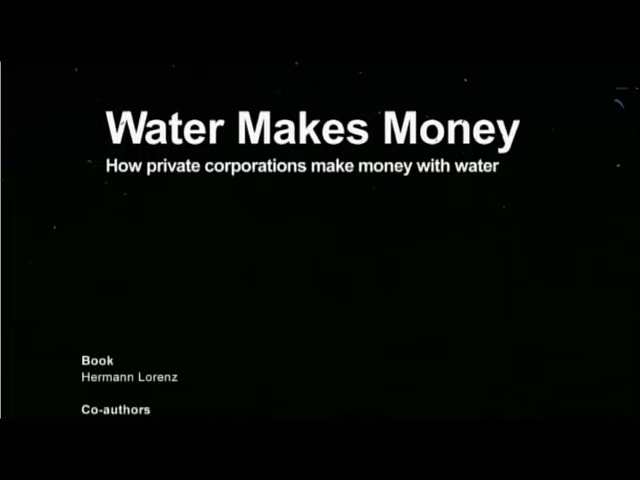 Water Makes Money
How private corporations make money with water
Book
Hermann Lorenz
Co-authors